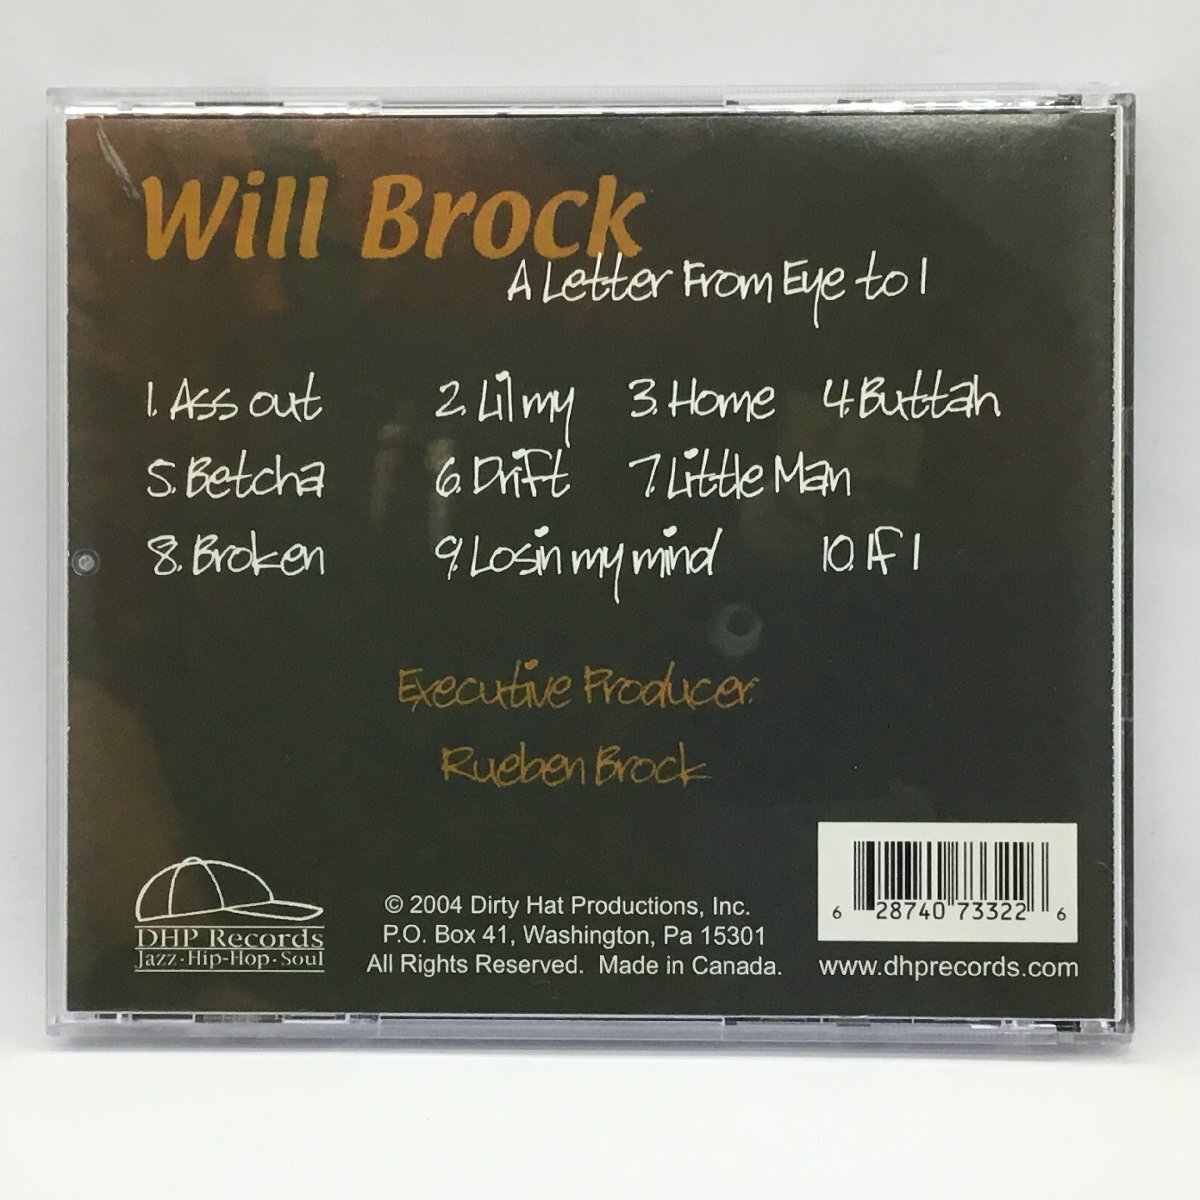 Will Brock
A Letter From Eye to I
1. Ass out 2. Lil my 3. Home 4. Buttah
5. Betcha 6. Drift 7. Little Man
8. Broken 9. Losin my mind 10. If I
Executive Producer:
Rueben Brock
DHP Records
Jazz · Hip-Hop · Soul
© 2004 Dirty Hat Productions, Inc.
P.O. Box 41, Washington, Pa 15301
All Rights Reserved. Made in Canada.
6 28740 73322 6
www.dhprecords.com